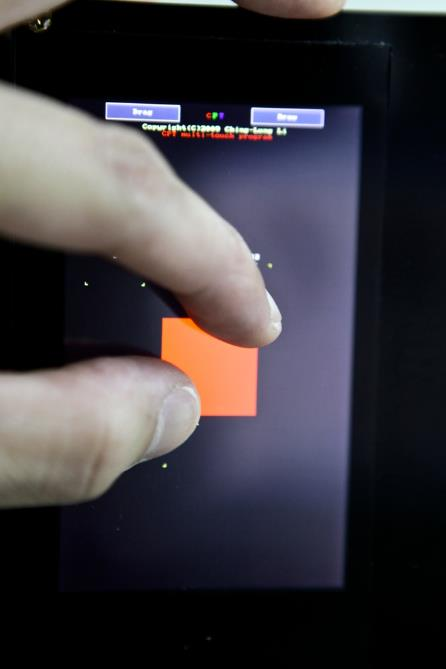 Drag CPT Draw
Copyright(C)2009 Ching-Long Li
CPT multi-touch program